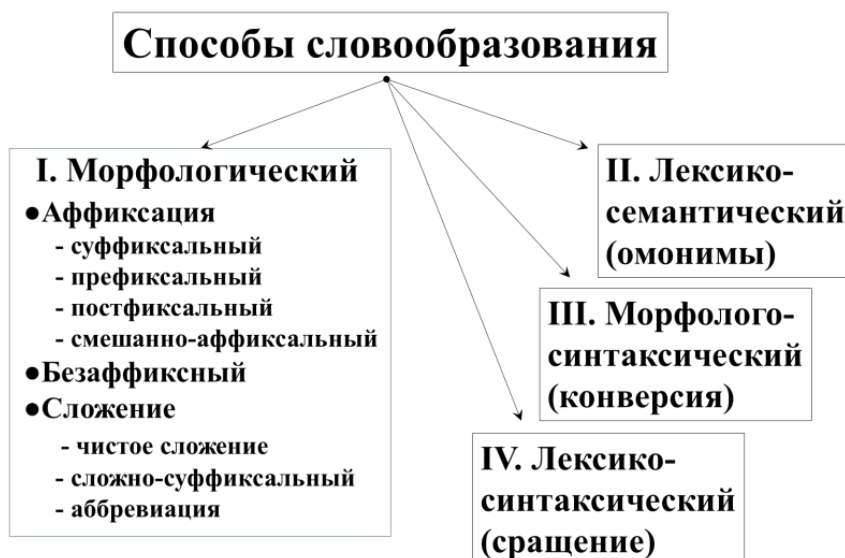 Способы словообразования
I. Морфологический
●Аффиксация
- суффиксальный
- префиксальный
- постфиксальный
- смешанно-аффиксальный
●Безаффиксный
●Сложение
- чистое сложение
- сложно-суффиксальный
- аббревиация
II. Лексико-
семантический
(омонимы)
III. Морфолого-
синтаксический
(конверсия)
IV. Лексико-
синтаксический
(сращение)